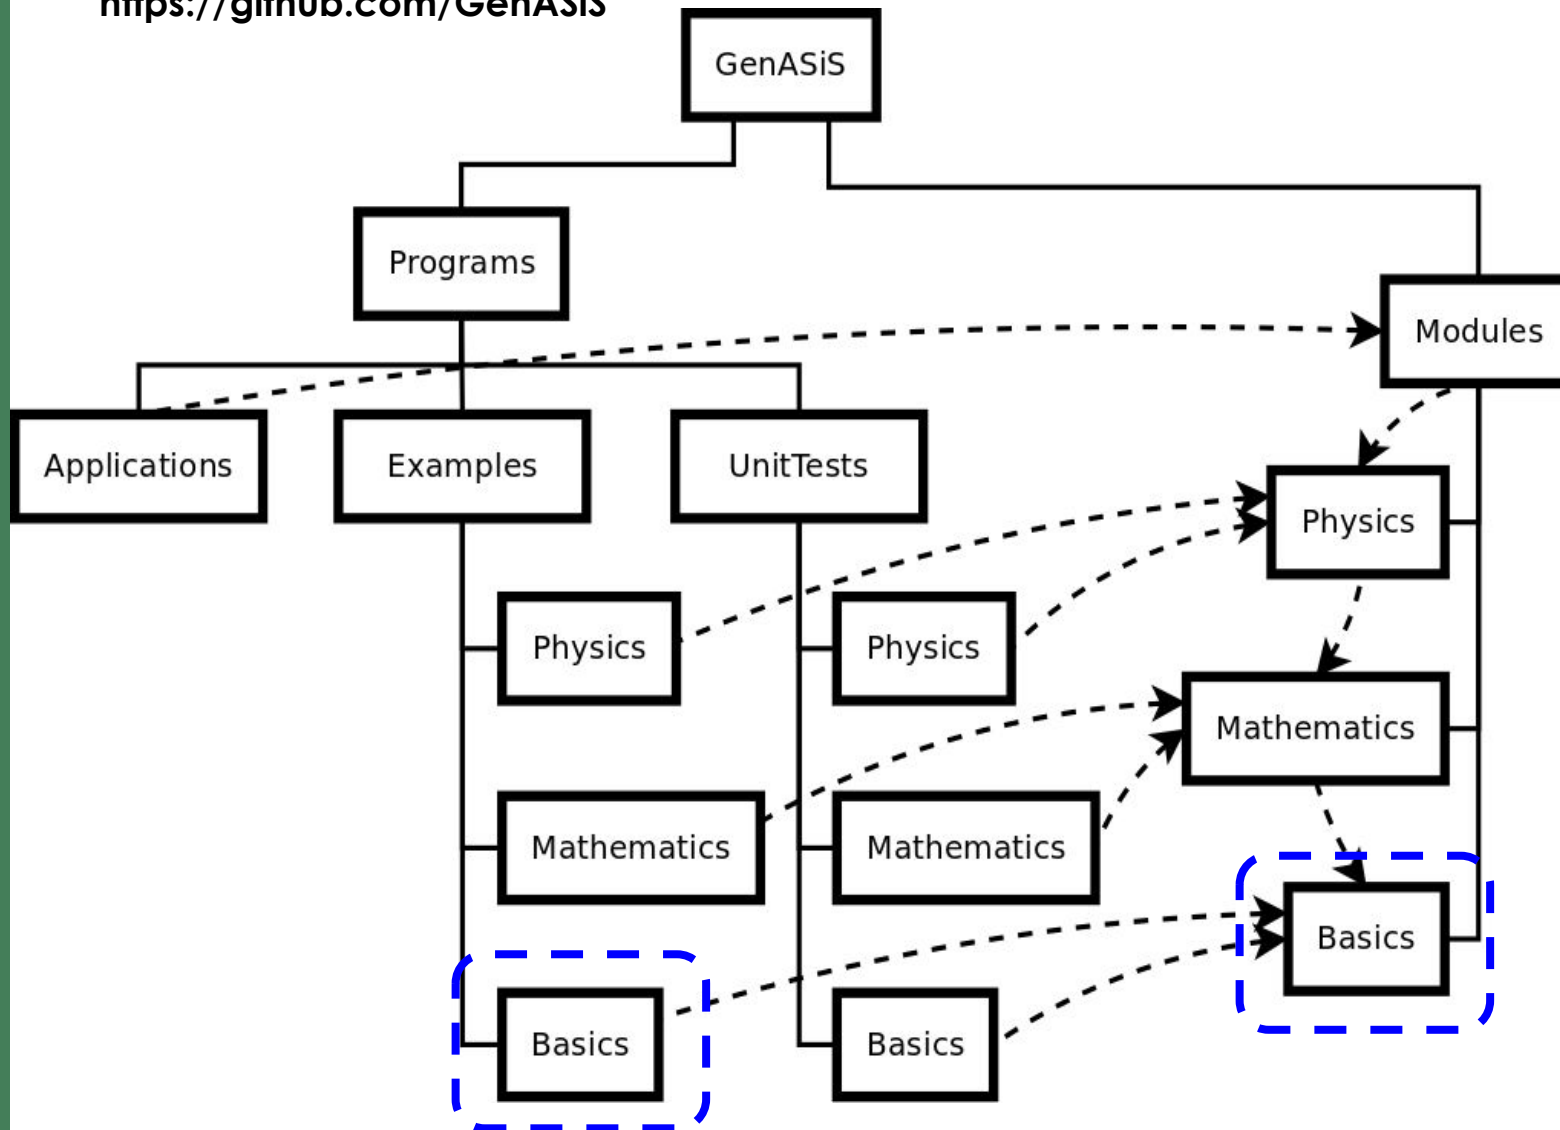 https://github.com/GenASiS
GenASiS
Programs
Modules
Applications
Examples
UnitTests
Physics
Physics
Physics
Mathematics
Mathematics
Mathematics
Basics
Basics
Basics